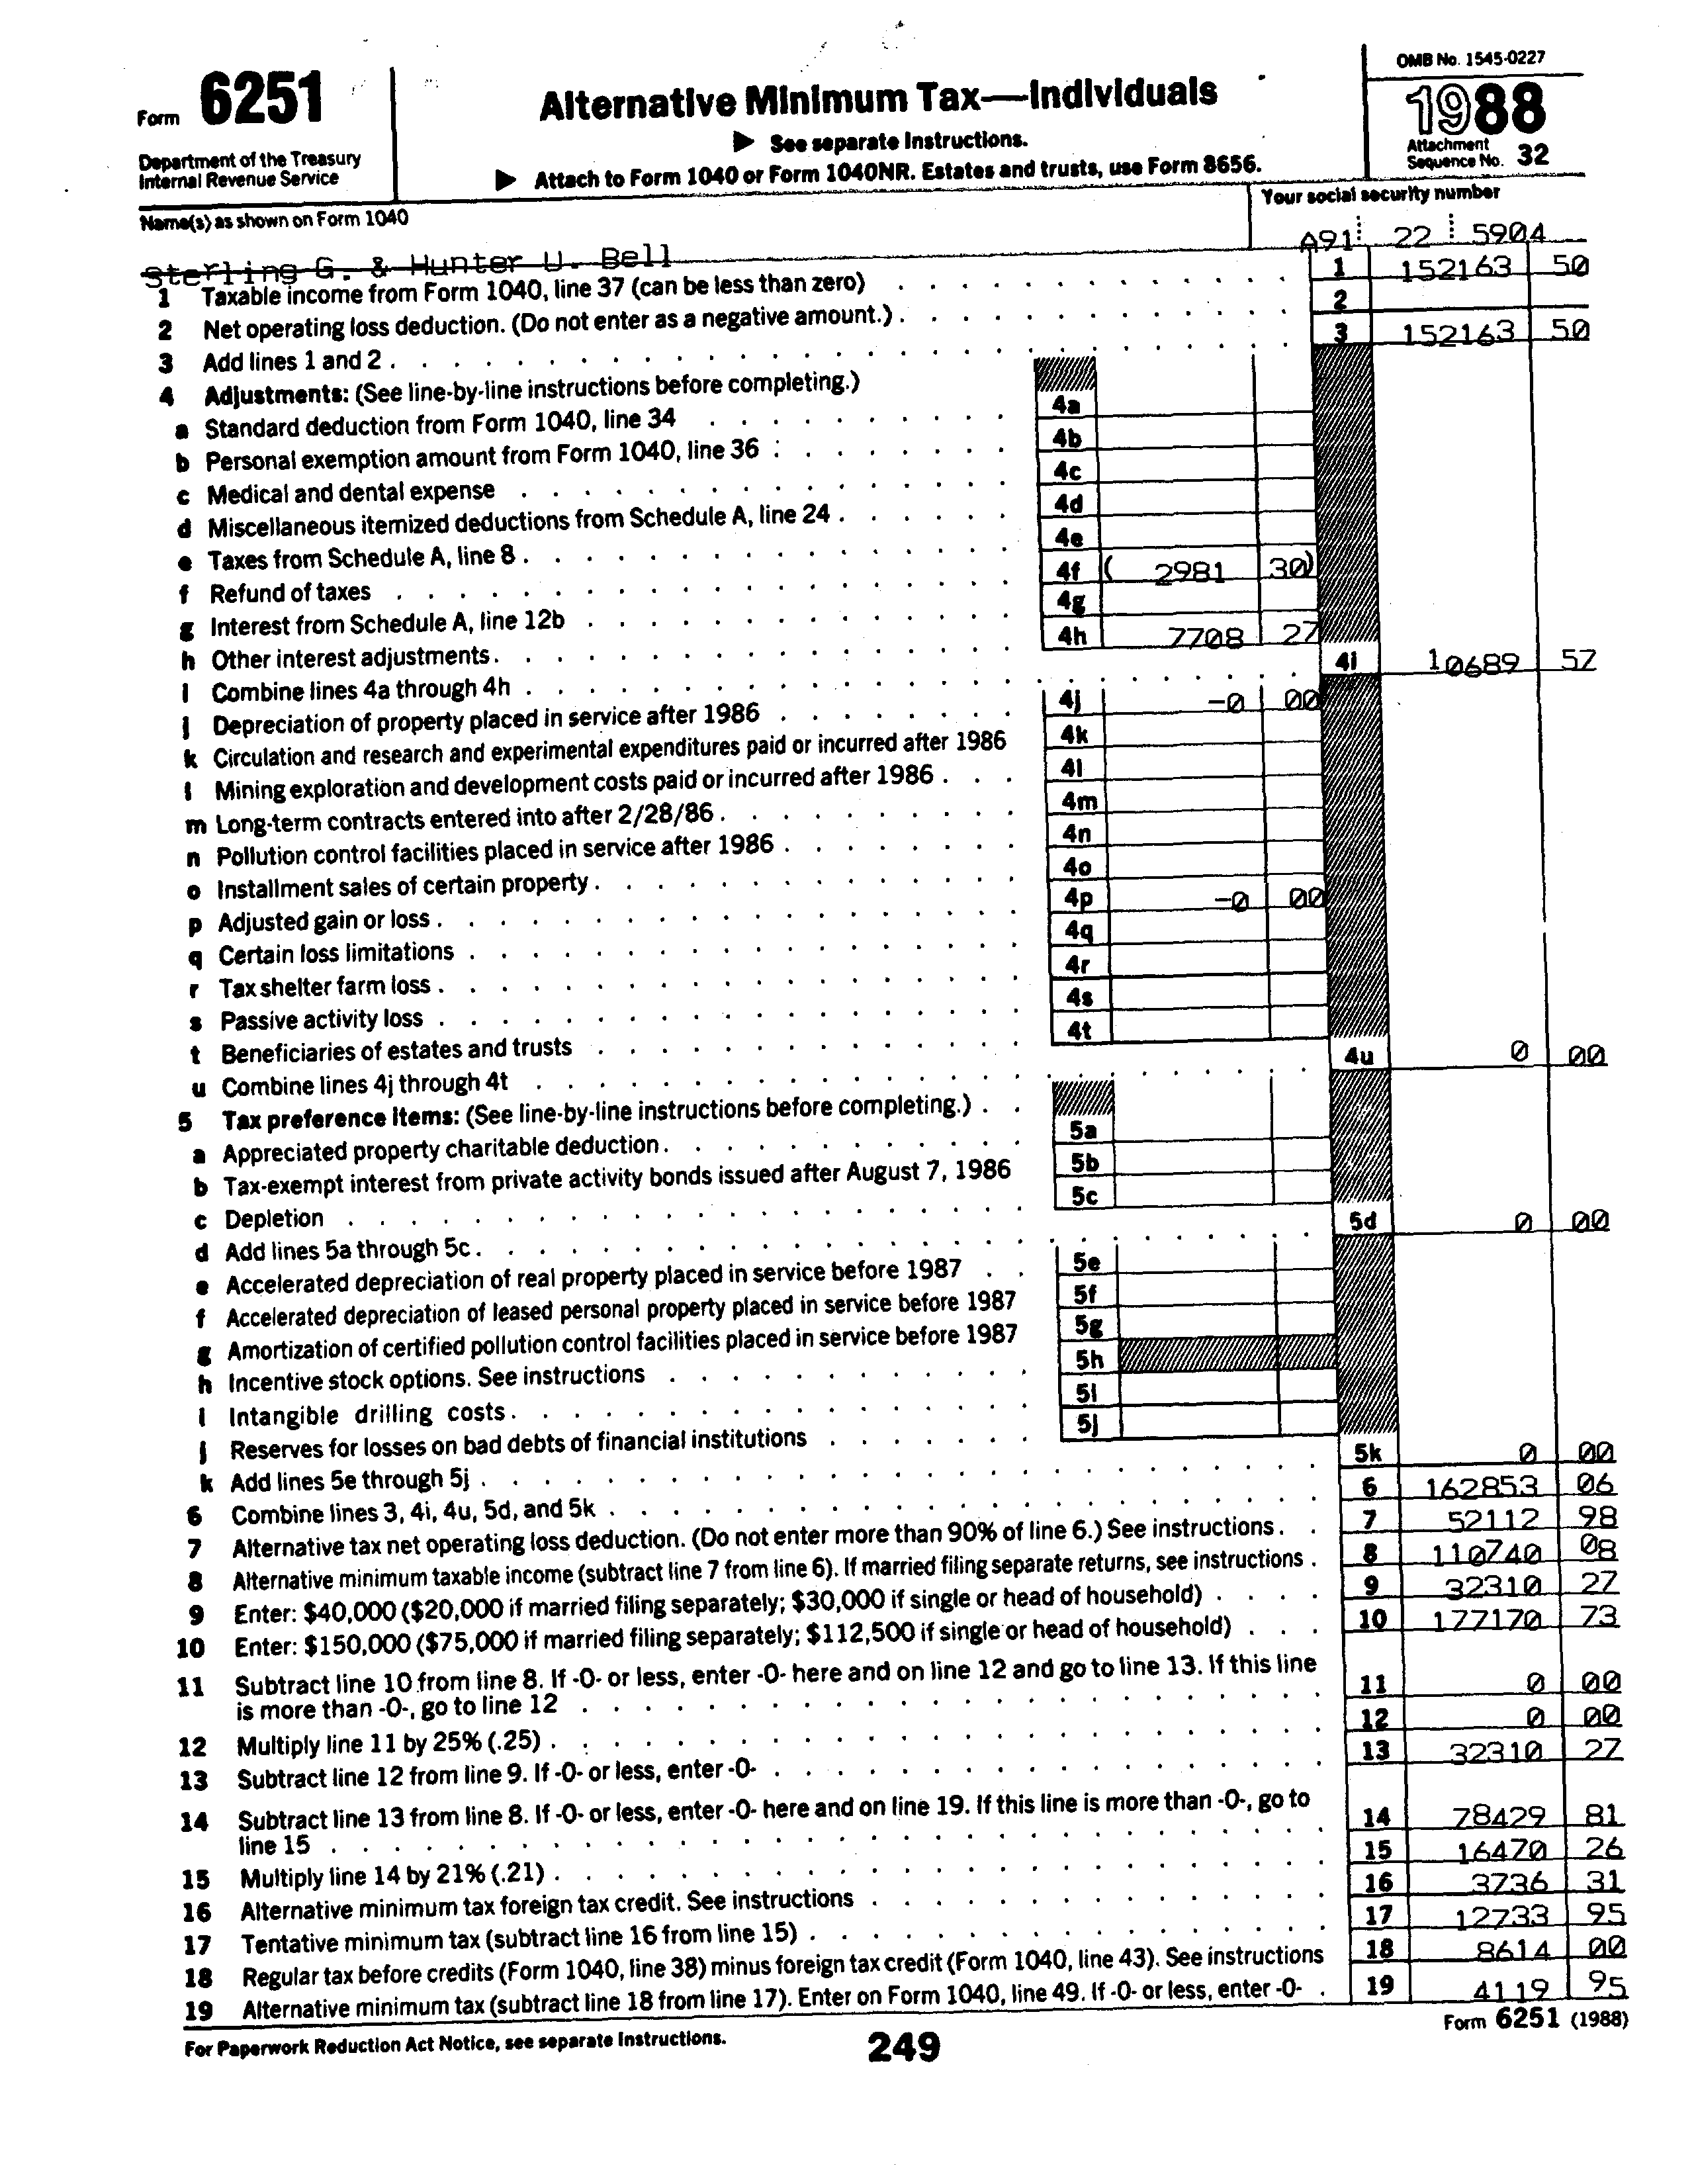 Form 6251
Department of the Treasury
Internal Revenue Service
Alternative Minimum Tax—Individuals
▶ See separate Instructions.
▶ Attach to Form 1040 or Form 1040NR. Estates and trusts, use Form 8656.
OMB No. 1545-0227
1988
Attachment
Sequence No. 32
Name(s) as shown on Form 1040
Your social security number
Sterling G. & Hunter U. Bell
A91 22 5904
1 Taxable income from Form 1040, line 37 (can be less than zero) 1 152163 50
2 Net operating loss deduction. (Do not enter as a negative amount.) 2
3 Add lines 1 and 2 3 152163 50
4 Adjustments: (See line-by-line instructions before completing.)
a Standard deduction from Form 1040, line 34 4a
b Personal exemption amount from Form 1040, line 36 4b
c Medical and dental expense 4c
d Miscellaneous itemized deductions from Schedule A, line 24 4d
e Taxes from Schedule A, line 8 4e
f Refund of taxes 4f ( 2981 30)
g Interest from Schedule A, line 12b 4g
h Other interest adjustments 4h 7708 27
i Combine lines 4a through 4h 4i 10689 57
j Depreciation of property placed in service after 1986 4j -0 00
k Circulation and research and experimental expenditures paid or incurred after 1986 4k
l Mining exploration and development costs paid or incurred after 1986 4l
m Long-term contracts entered into after 2/28/86 4m
n Pollution control facilities placed in service after 1986 4n
o Installment sales of certain property 4o
p Adjusted gain or loss 4p -0 00
q Certain loss limitations 4q
r Tax shelter farm loss 4r
s Passive activity loss 4s
t Beneficiaries of estates and trusts 4t
u Combine lines 4j through 4t 4u 0 00
5 Tax preference items: (See line-by-line instructions before completing.)
a Appreciated property charitable deduction 5a
b Tax-exempt interest from private activity bonds issued after August 7, 1986 5b
c Depletion 5c
d Add lines 5a through 5c 5d 0 00
e Accelerated depreciation of real property placed in service before 1987 5e
f Accelerated depreciation of leased personal property placed in service before 1987 5f
g Amortization of certified pollution control facilities placed in service before 1987 5g
h Incentive stock options. See instructions 5h
i Intangible drilling costs 5i
j Reserves for losses on bad debts of financial institutions 5j
k Add lines 5e through 5j 5k 0 00
6 Combine lines 3, 4i, 4u, 5d, and 5k 6 162853 06
7 Alternative tax net operating loss deduction. (Do not enter more than 90% of line 6.) See instructions 7 52112 98
8 Alternative minimum taxable income (subtract line 7 from line 6). If married filing separate returns, see instructions 8 110740 08
9 Enter: $40,000 ($20,000 if married filing separately; $30,000 if single or head of household) 9 32310 27
10 Enter: $150,000 ($75,000 if married filing separately; $112,500 if single or head of household) 10 177170 73
11 Subtract line 10 from line 8. If -0- or less, enter -0- here and on line 12 and go to line 13. If this line
is more than -0-, go to line 12 11 0 00
12 Multiply line 11 by 25% (.25) 12 0 00
13 Subtract line 12 from line 9. If -0- or less, enter -0- 13 32310 27
14 Subtract line 13 from line 8. If -0- or less, enter -0- here and on line 19. If this line is more than -0-, go to
line 15 14 78429 81
15 Multiply line 14 by 21% (.21) 15 16470 26
16 Alternative minimum tax foreign tax credit. See instructions 16 3736 31
17 Tentative minimum tax (subtract line 16 from line 15) 17 12733 95
18 Regular tax before credits (Form 1040, line 38) minus foreign tax credit (Form 1040, line 43). See instructions 18 8614 00
19 Alternative minimum tax (subtract line 18 from line 17). Enter on Form 1040, line 49. If -0- or less, enter -0- 19 4119 95
For Paperwork Reduction Act Notice, see separate Instructions.
249
Form 6251 (1988)